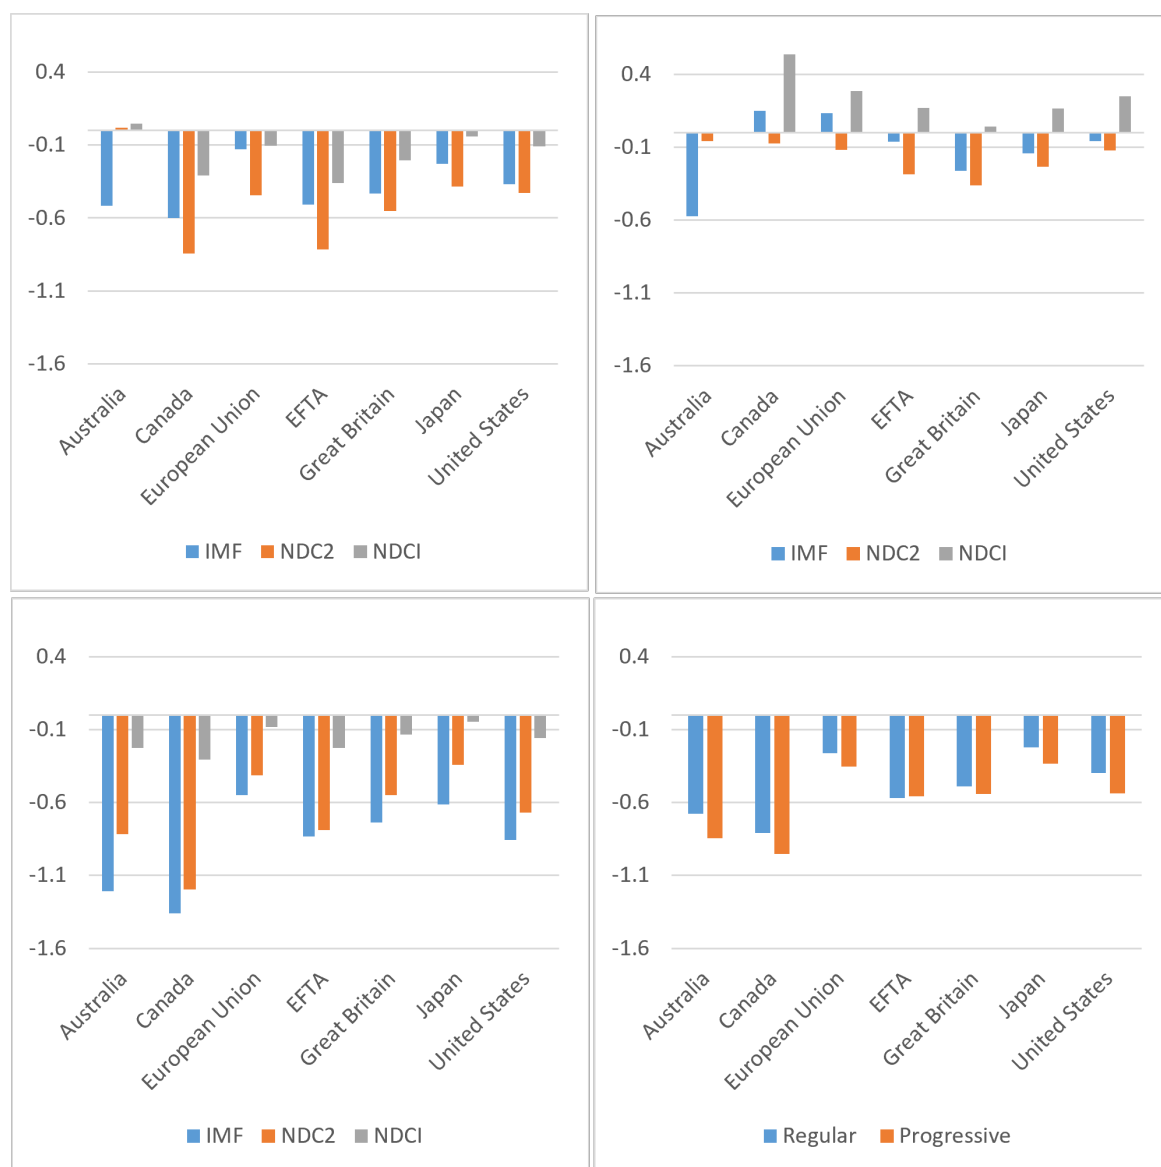 0.4
-0.1
-0.6
-1.1
-1.6
Australia
Canada
European Union
EFTA
Great Britain
Japan
United States
IMF NDC2 NDCI
0.4
-0.1
-0.6
-1.1
-1.6
Australia
Canada
European Union
EFTA
Great Britain
Japan
United States
IMF NDC2 NDCI
0.4
-0.1
-0.6
-1.1
-1.6
Australia
Canada
European Union
EFTA
Great Britain
Japan
United States
IMF NDC2 NDCI
0.4
-0.1
-0.6
-1.1
-1.6
Australia
Canada
European Union
EFTA
Great Britain
Japan
United States
Regular Progressive